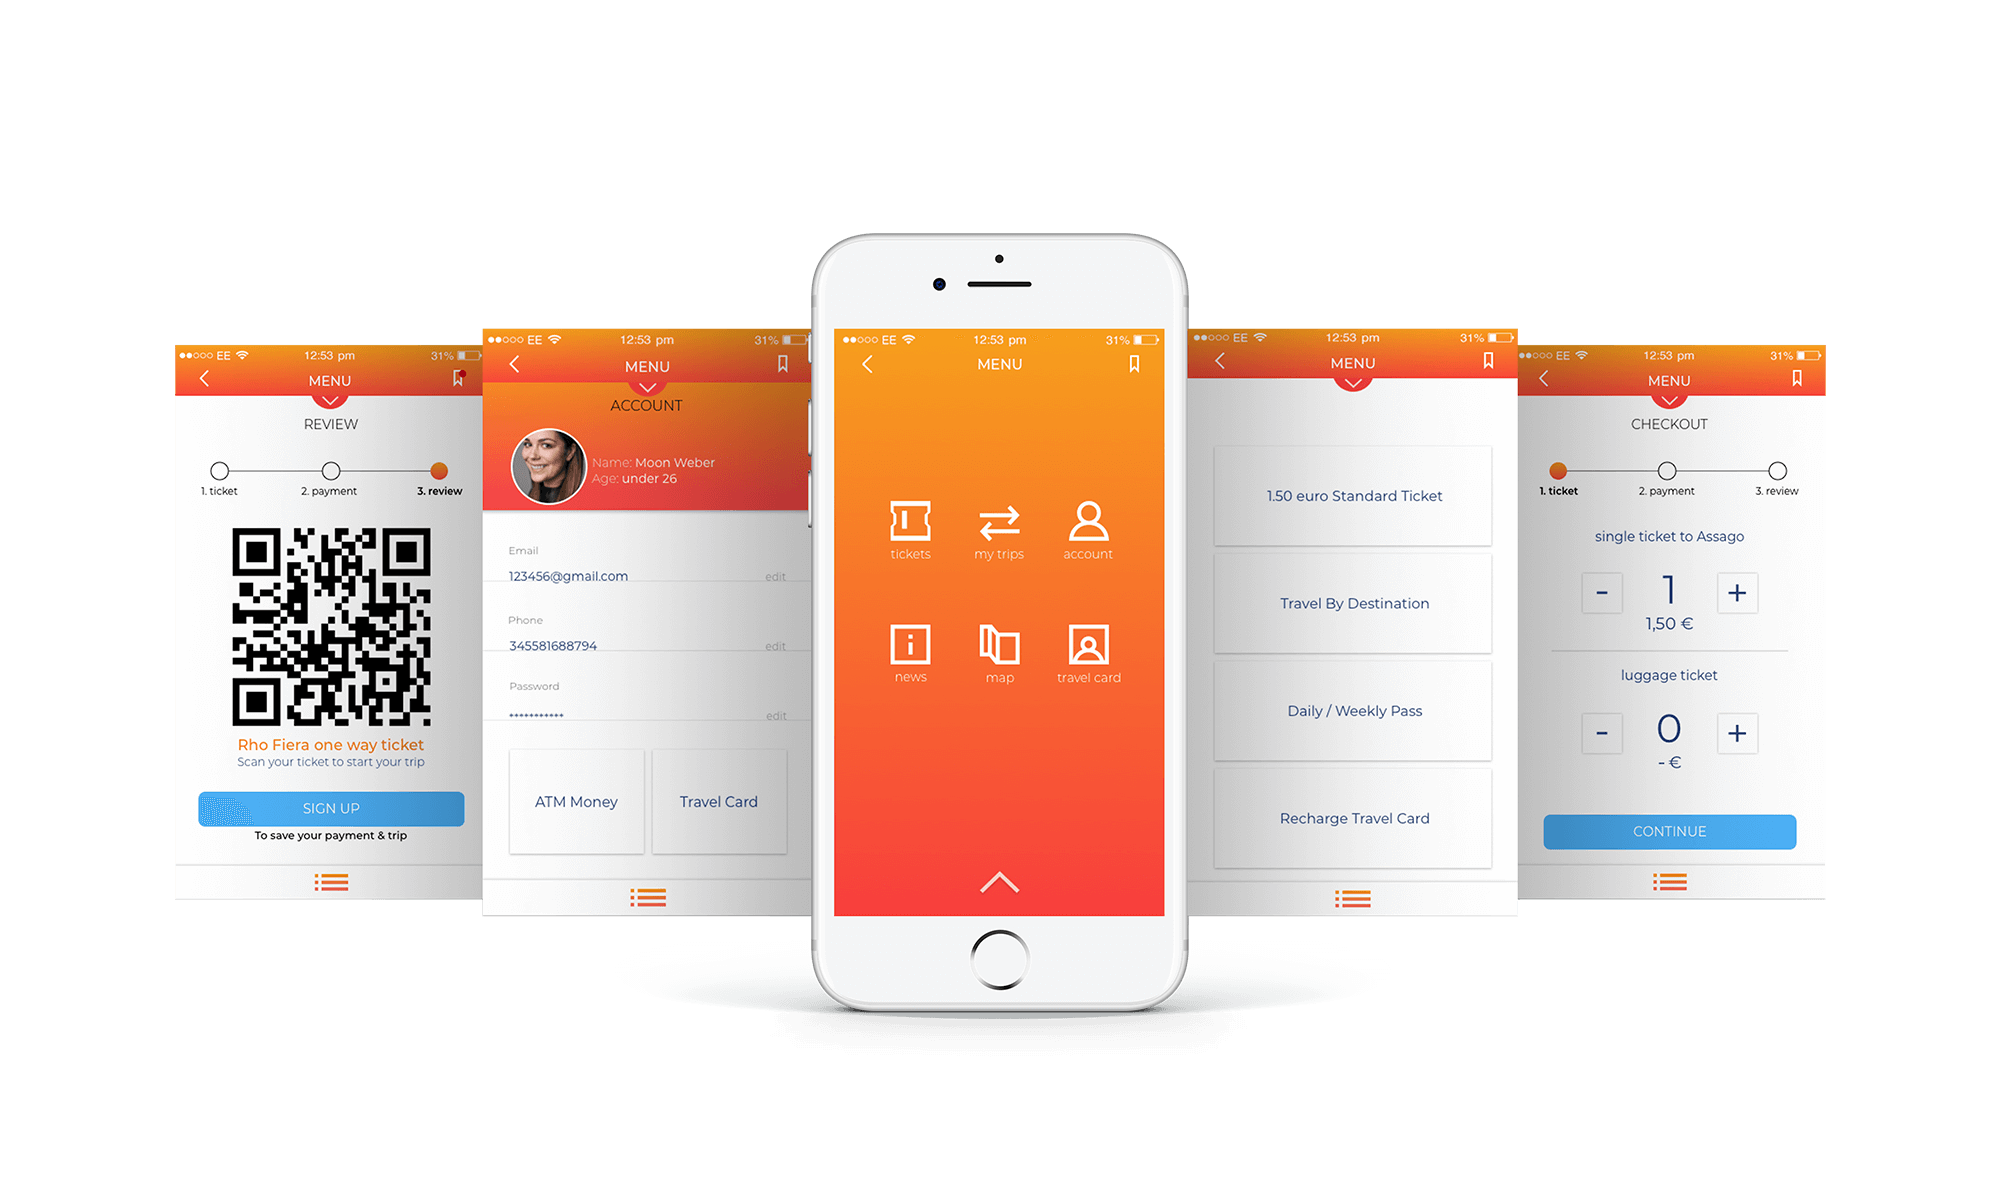 EE 12:53 pm 31%
MENU
REVIEW
1. ticket 2. payment 3. review
Rho Fiera one way ticket
Scan your ticket to start your trip
SIGN UP
To save your payment & trip
EE 12:53 pm 31%
MENU
ACCOUNT
Name: Moon Weber
Age: under 26
Email
123456@gmail.com edit
Phone
345581688794 edit
Password
*********** edit
ATM Money Travel Card
EE 12:53 pm 31%
MENU
tickets my trips account
news map travel card
EE 12:53 pm 31%
MENU
1.50 euro Standard Ticket
Travel By Destination
Daily / Weekly Pass
Recharge Travel Card
EE 12:53 pm 31%
MENU
CHECKOUT
1. ticket 2. payment 3. review
single ticket to Assago
- 1 +
1,50 €
luggage ticket
- 0 +
- €
CONTINUE